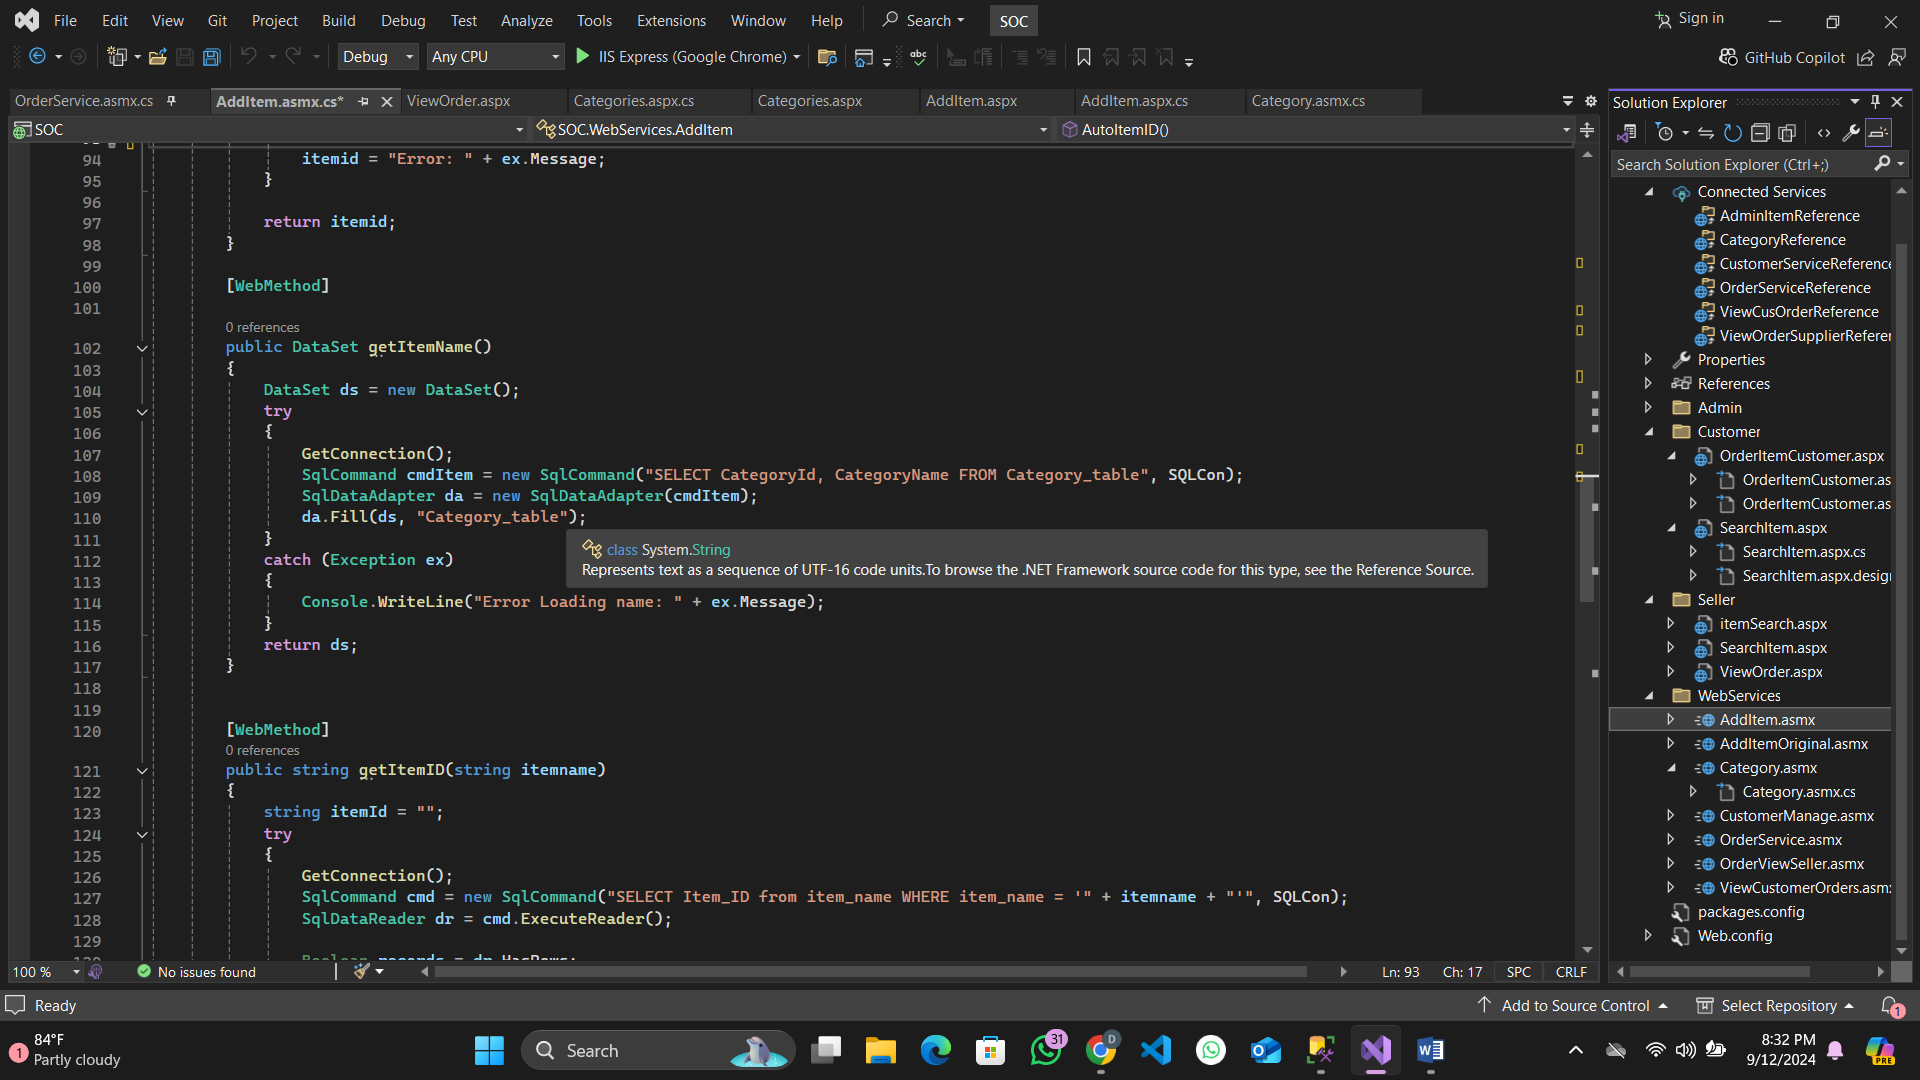 File Edit View Git Project Build Debug Test Analyze Tools Extensions Window Help Search SOC Sign in
Debug Any CPU IIS Express (Google Chrome) GitHub Copilot
OrderService.asmx.cs AddItem.asmx.cs* ViewOrder.aspx Categories.aspx.cs Categories.aspx AddItem.aspx AddItem.aspx.cs Category.asmx.cs
SOC SOC.WebServices.AddItem AutoItemID()
94 itemid = "Error: " + ex.Message;
95 }
96
97 return itemid;
98 }
99
100 [WebMethod]
101
0 references
102 public DataSet getItemName()
103 {
104 DataSet ds = new DataSet();
105 try
106 {
107 GetConnection();
108 SqlCommand cmdItem = new SqlCommand("SELECT CategoryId, CategoryName FROM Category_table", SQLCon);
109 SqlDataAdapter da = new SqlDataAdapter(cmdItem);
110 da.Fill(ds, "Category_table");
111 }
class System.String
Represents text as a sequence of UTF-16 code units.To browse the .NET Framework source code for this type, see the Reference Source.
112 catch (Exception ex)
113 {
114 Console.WriteLine("Error Loading name: " + ex.Message);
115 }
116 return ds;
117 }
118
119
120 [WebMethod]
0 references
121 public string getItemID(string itemname)
122 {
123 string itemId = "";
124 try
125 {
126 GetConnection();
127 SqlCommand cmd = new SqlCommand("SELECT Item_ID from item_name WHERE item_name = '" + itemname + "'", SQLCon);
128 SqlDataReader dr = cmd.ExecuteReader();
129
100 % No issues found Ln: 93 Ch: 17 SPC CRLF
Solution Explorer
Search Solution Explorer (Ctrl+;)
Connected Services
AdminItemReference
CategoryReference
CustomerServiceReference
OrderServiceReference
ViewCusOrderReference
ViewOrderSupplierRefere
Properties
References
Admin
Customer
OrderItemCustomer.aspx
OrderItemCustomer.as
OrderItemCustomer.as
SearchItem.aspx
SearchItem.aspx.cs
SearchItem.aspx.desig
Seller
itemSearch.aspx
SearchItem.aspx
ViewOrder.aspx
WebServices
AddItem.asmx
AddItemOriginal.asmx
Category.asmx
Category.asmx.cs
CustomerManage.asmx
OrderService.asmx
OrderViewSeller.asmx
ViewCustomerOrders.asm
packages.config
Web.config
Ready Add to Source Control Select Repository 1
1 84°F
Partly cloudy
Search 31 D
8:32 PM
9/12/2024
PRE